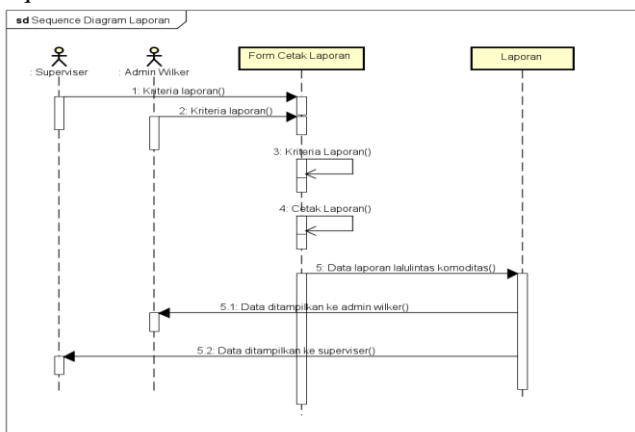 sd Sequence Diagram Laporan
: Superviser
: Admin Wilker
Form Cetak Laporan
Laporan
1: Kriteria laporan()
2: Kriteria laporan()
3: Kriteria Laporan()
4: Cetak Laporan()
5: Data laporan lalulintas komoditas()
5.1: Data ditampilkan ke admin wilker()
5.2: Data ditampilkan ke superviser()